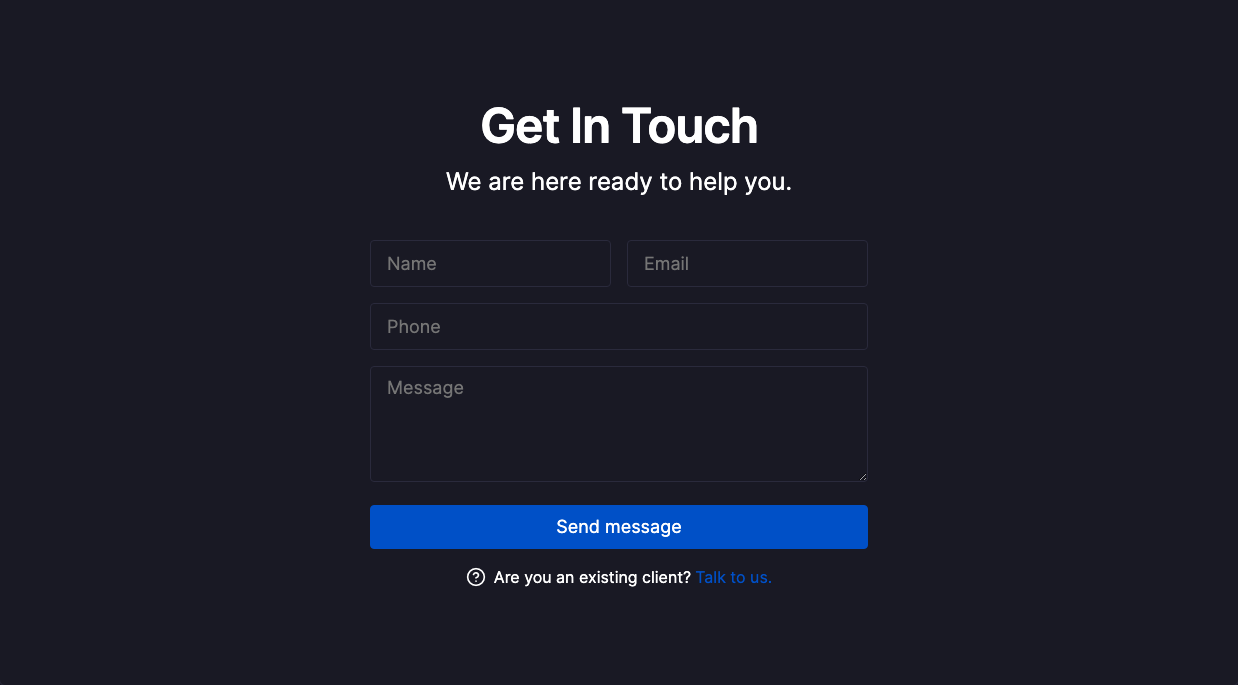 Get In Touch
We are here ready to help you.
Name Email
Phone
Message
Send message
Are you an existing client? Talk to us.